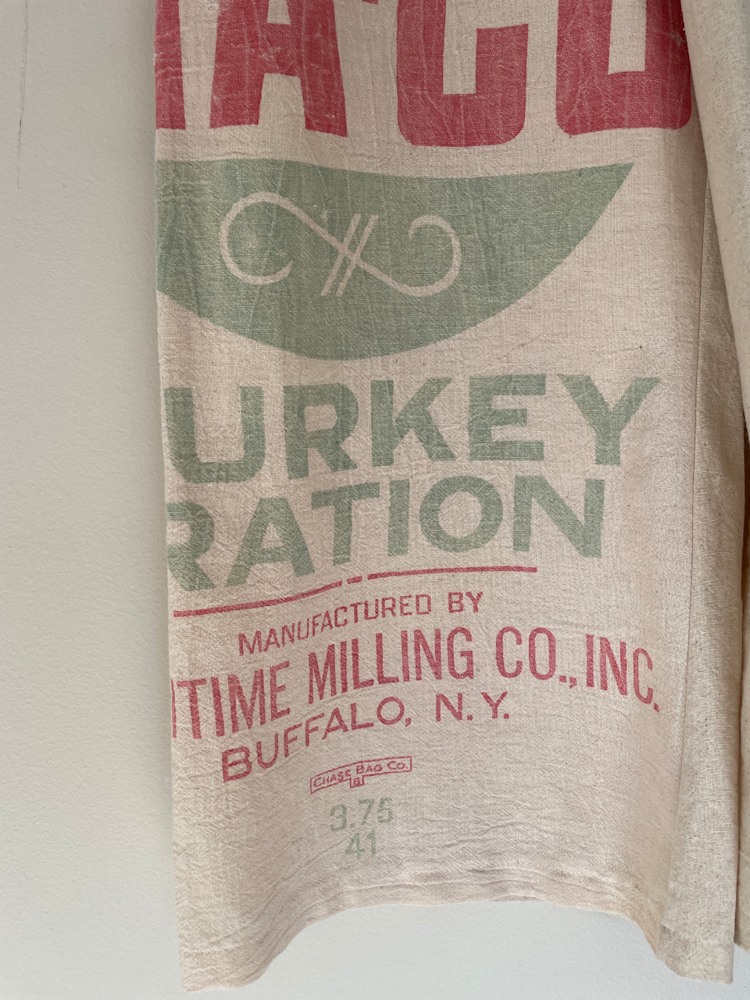 URKEY
RATION
MANUFACTURED BY
TIME MILLING CO., INC.
BUFFALO, N.Y.
CHASE BAG CO.
B
3.75
41